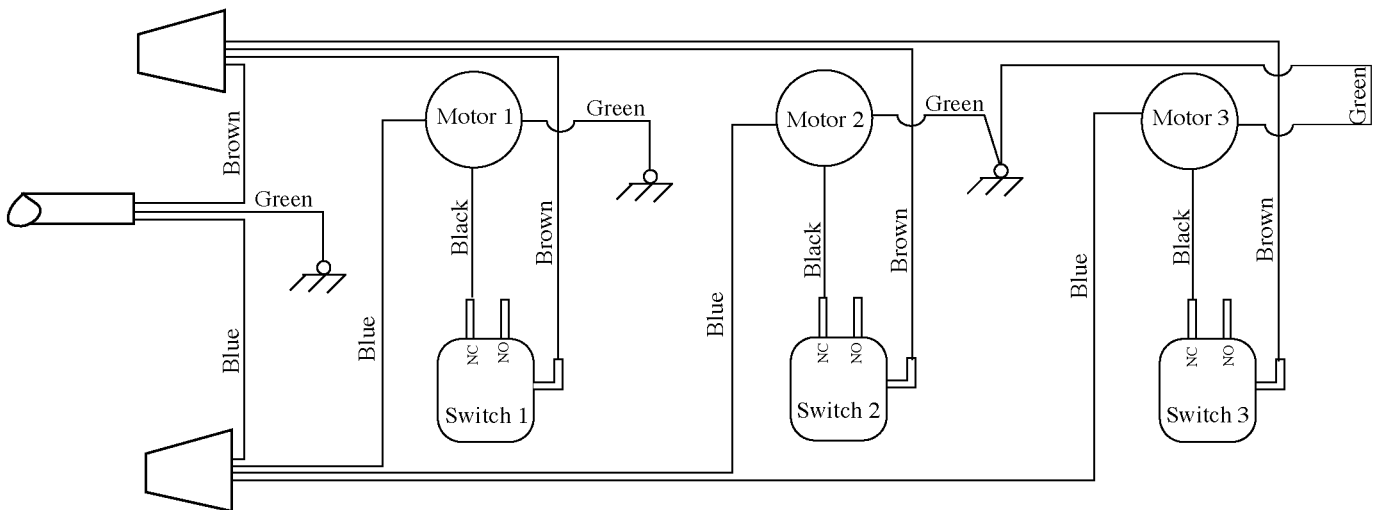 Motor 1
Green
Motor 2
Green
Motor 3
Green
Brown
Green
Black
Brown
Black
Brown
Black
Brown
Blue
Blue
Blue
Blue
NC
NO
NC
NO
NC
NO
Switch 1
Switch 2
Switch 3